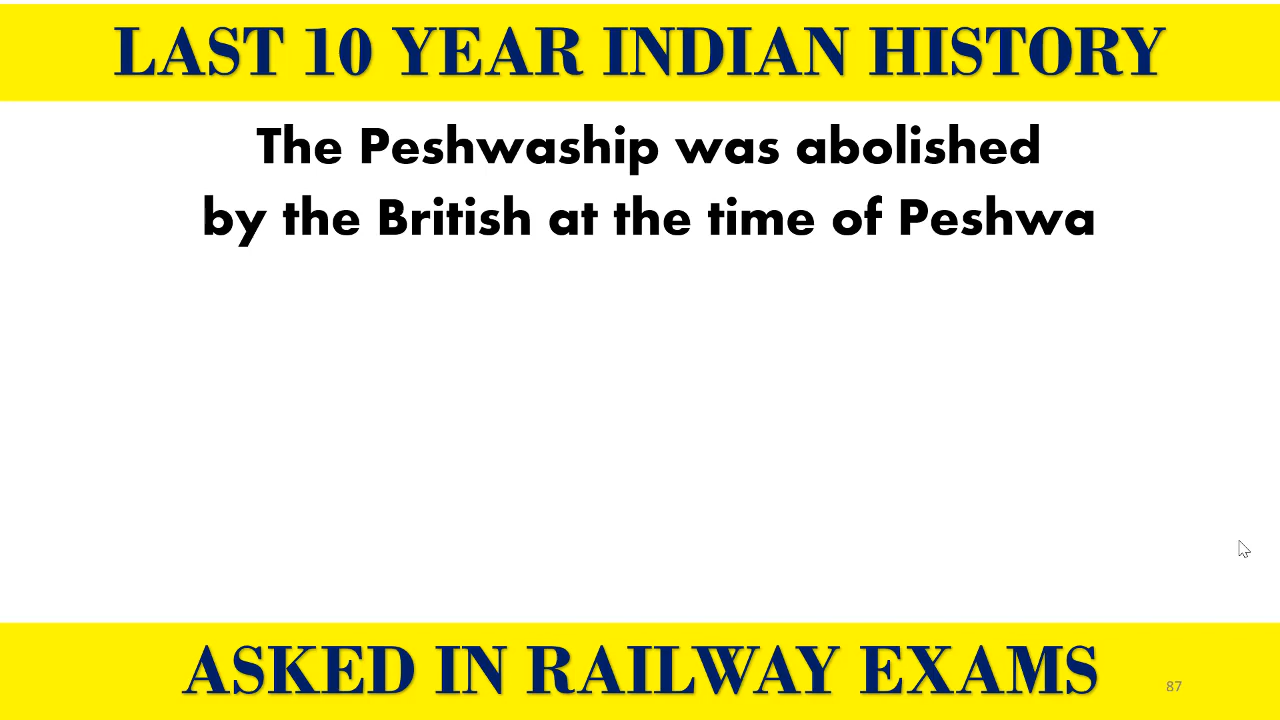 LAST 10 YEAR INDIAN HISTORY
The Peshwaship was abolished
by the British at the time of Peshwa
ASKED IN RAILWAY EXAMS
87